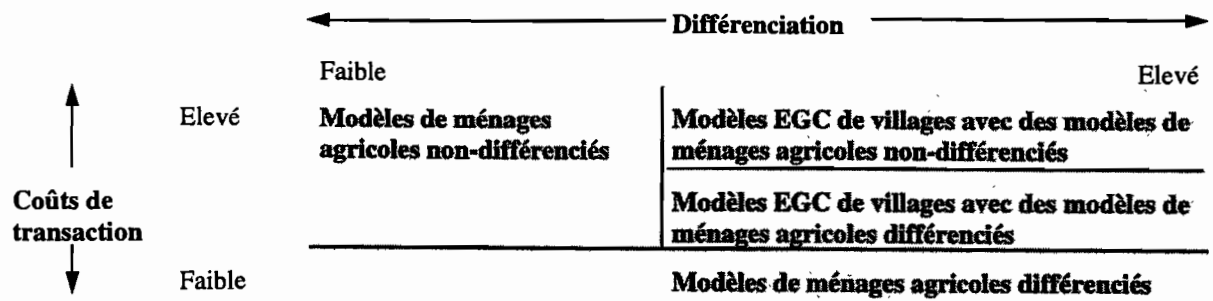 Différenciation
Faible Elevé
Elevé Modèles de ménages Modèles EGC de villages avec des modèles de
agricoles non-différenciés ménages agricoles non-différenciés
Coûts de Modèles EGC de villages avec des modèles de
transaction ménages agricoles différenciés
Faible Modèles de ménages agricoles différenciés